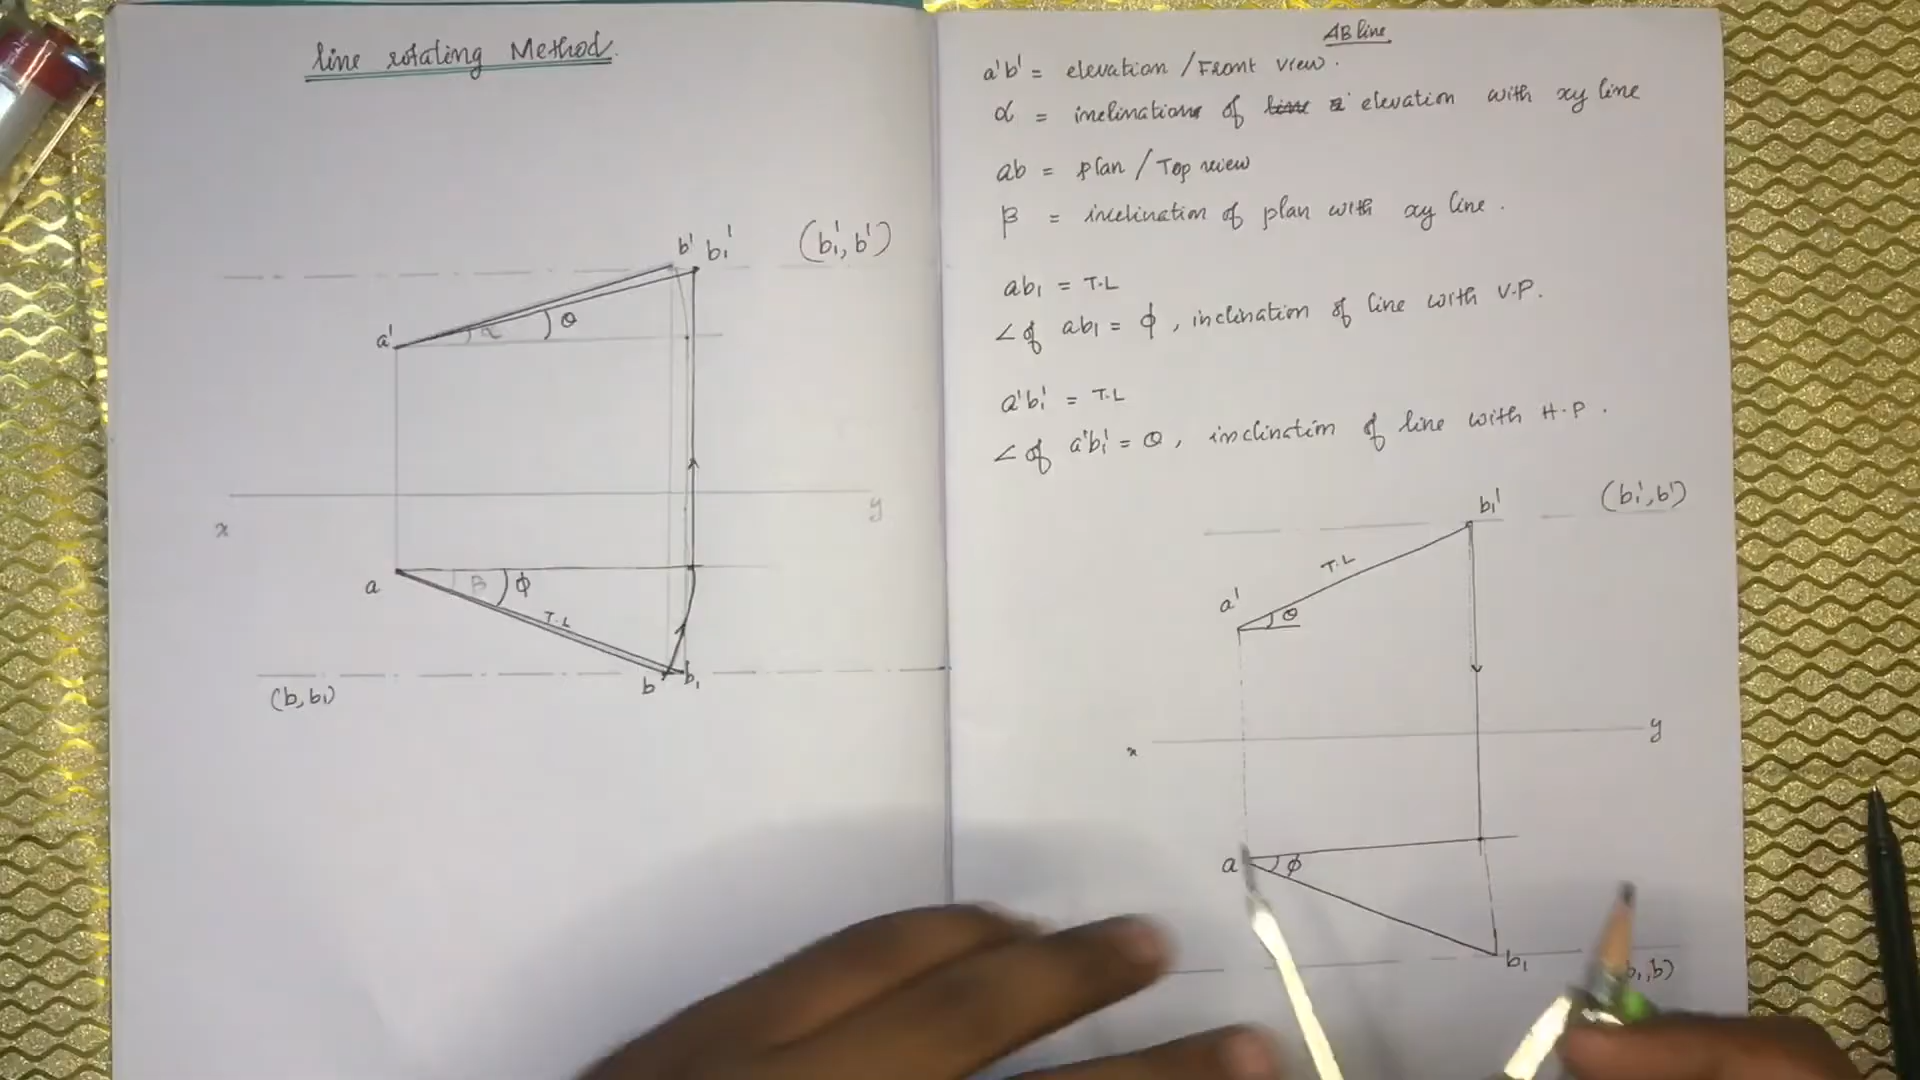 line rotating Method.
b' b₁' (b₁', b')
a' α θ
x y
a β ϕ
T.L
b b₁
(b, b₁)
AB line
a'b' = elevation / Front view.
α = inclinations of line elevation with xy line
ab = plan / Top view
β = inclination of plan with xy line.
ab₁ = T.L
∠ of ab₁ = ϕ, inclination of line with V.P.
a'b₁' = T.L
∠ of a'b₁' = θ, inclination of line with H.P.
b₁' (b₁', b')
T.L
a' θ
x y
a ϕ
b₁ b₁, b)